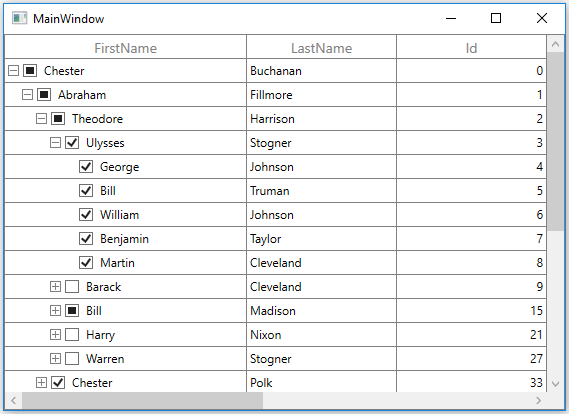 MainWindow
FirstName LastName Id
Chester Buchanan 0
Abraham Fillmore 1
Theodore Harrison 2
Ulysses Stogner 3
George Johnson 4
Bill Truman 5
William Johnson 6
Benjamin Taylor 7
Martin Cleveland 8
Barack Cleveland 9
Bill Madison 15
Harry Nixon 21
Warren Stogner 27
Chester Polk 33